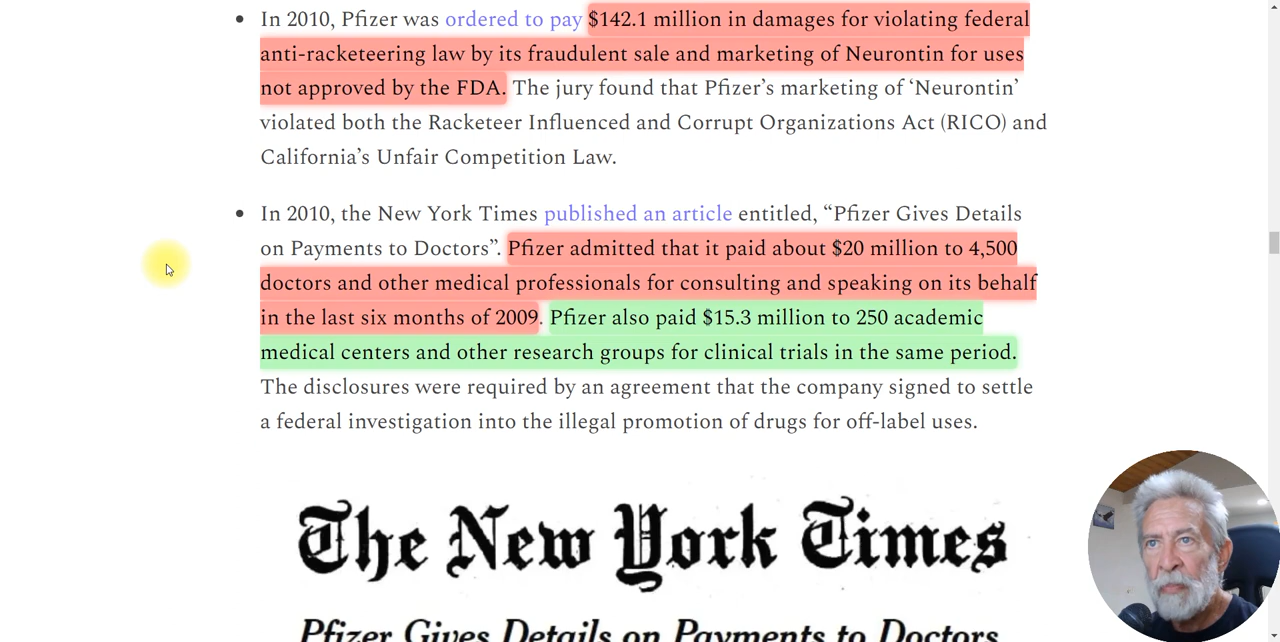 In 2010, Pfizer was ordered to pay $142.1 million in damages for violating federal
anti-racketeering law by its fraudulent sale and marketing of Neurontin for uses
not approved by the FDA. The jury found that Pfizer’s marketing of ‘Neurontin’
violated both the Racketeer Influenced and Corrupt Organizations Act (RICO) and
California’s Unfair Competition Law.
In 2010, the New York Times published an article entitled, “Pfizer Gives Details
on Payments to Doctors”. Pfizer admitted that it paid about $20 million to 4,500
doctors and other medical professionals for consulting and speaking on its behalf
in the last six months of 2009. Pfizer also paid $15.3 million to 250 academic
medical centers and other research groups for clinical trials in the same period.
The disclosures were required by an agreement that the company signed to settle
a federal investigation into the illegal promotion of drugs for off-label uses.
The New York Times
Pfizer Gives Details on Payments to Doctors